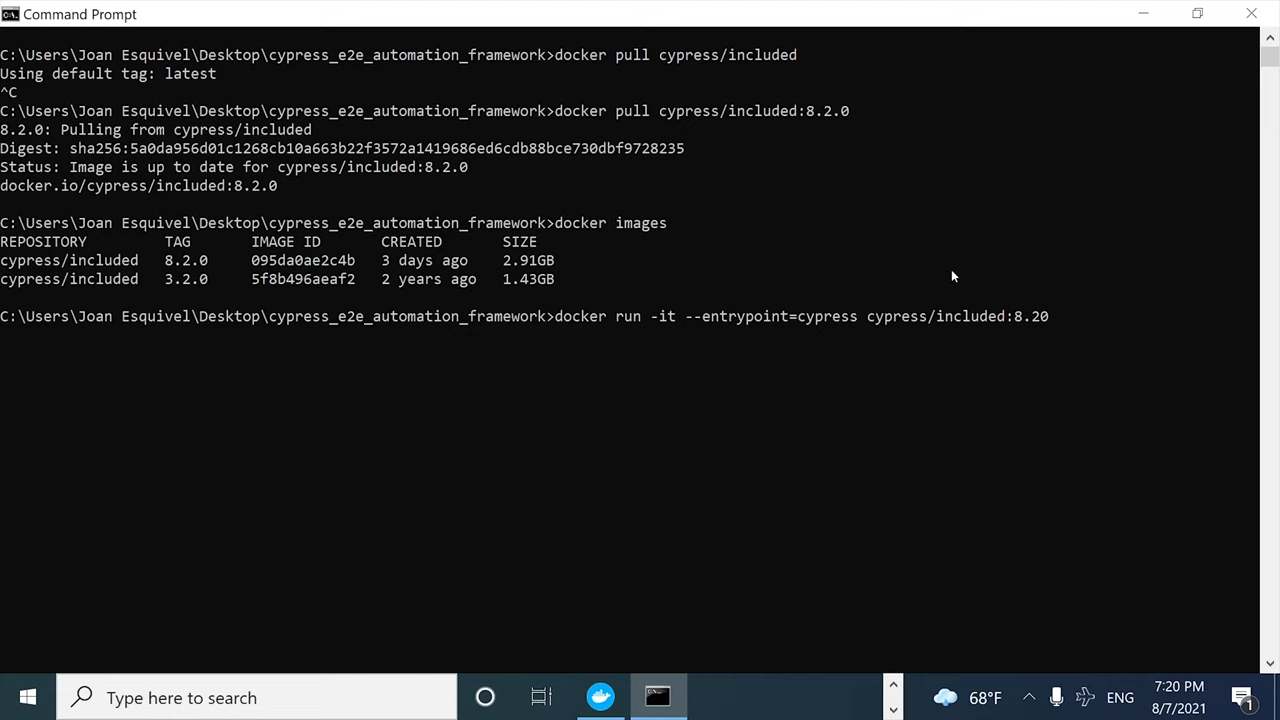 Command Prompt
C:\Users\Joan Esquivel\Desktop\cypress_e2e_automation_framework>docker pull cypress/included
Using default tag: latest
^C
C:\Users\Joan Esquivel\Desktop\cypress_e2e_automation_framework>docker pull cypress/included:8.2.0
8.2.0: Pulling from cypress/included
Digest: sha256:5a0da956d01c1268cb10a663b22f3572a1419686ed6cdb88bce730dbf9728235
Status: Image is up to date for cypress/included:8.2.0
docker.io/cypress/included:8.2.0
C:\Users\Joan Esquivel\Desktop\cypress_e2e_automation_framework>docker images
REPOSITORY TAG IMAGE ID CREATED SIZE
cypress/included 8.2.0 095da0ae2c4b 3 days ago 2.91GB
cypress/included 3.2.0 5f8b496aeaf2 2 years ago 1.43GB
C:\Users\Joan Esquivel\Desktop\cypress_e2e_automation_framework>docker run -it --entrypoint=cypress cypress/included:8.20
Type here to search
68°F
ENG
7:20 PM
8/7/2021
1